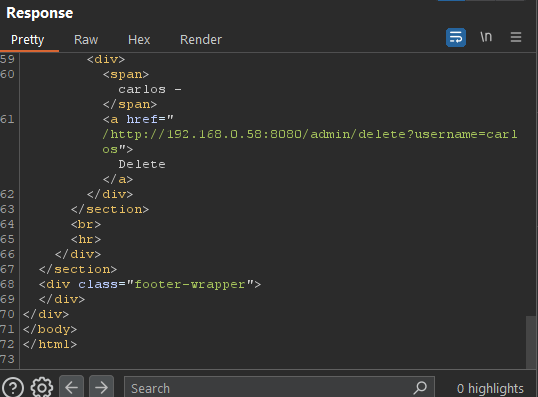 Response
Pretty Raw Hex Render \n
59 <div>
60 <span>
carlos -
</span>
61 <a href="
/http://192.168.0.58:8080/admin/delete?username=carl
os">
Delete
</a>
62 </div>
63 </section>
64 <br>
65 <hr>
66 </div>
67 </section>
68 <div class="footer-wrapper">
69 </div>
70 </div>
71 </body>
72 </html>
73
Search 0 highlights